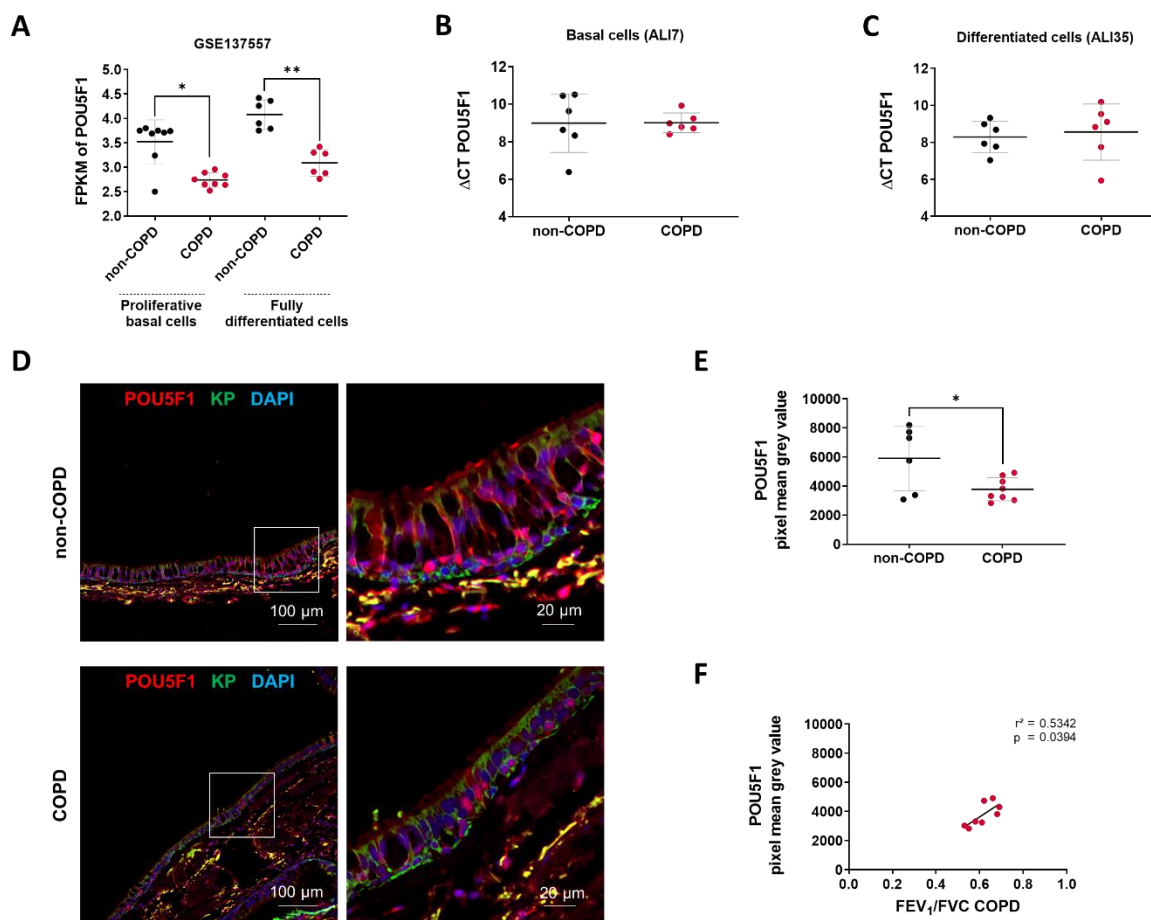 A
GSE137557
FPKM of POU5F1
4.5
4.0
3.5
3.0
2.5
2.0
*
**
non-COPD
COPD
non-COPD
COPD
Proliferative
basal cells
Fully
differentiated cells
B
Basal cells (ALI7)
ΔCT POU5F1
12
10
8
6
4
non-COPD
COPD
C
Differentiated cells (ALI35)
ΔCT POU5F1
12
10
8
6
4
non-COPD
COPD
D
POU5F1 KP DAPI
non-COPD
100 µm
20 µm
POU5F1 KP DAPI
COPD
100 µm
20 µm
E
POU5F1
pixel mean grey value
10000
8000
6000
4000
2000
0
*
non-COPD
COPD
F
POU5F1
pixel mean grey value
10000
8000
6000
4000
2000
0
r² = 0.5342
p = 0.0394
0.0 0.2 0.4 0.6 0.8 1.0
FEV₁/FVC COPD